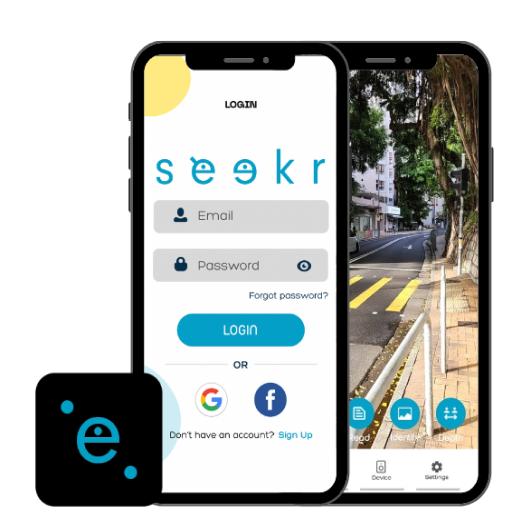 LOGIN
seekr
Email
Password
Forgot password?
LOGIN
OR
G f
Don't have an account? Sign Up
e
Read Identify Depth
Device Settings